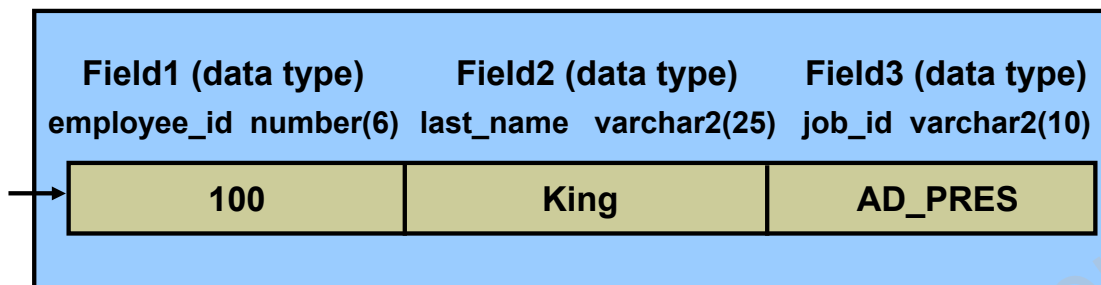 Field1 (data type) Field2 (data type) Field3 (data type)
employee_id number(6) last_name varchar2(25) job_id varchar2(10)
100 King AD_PRES